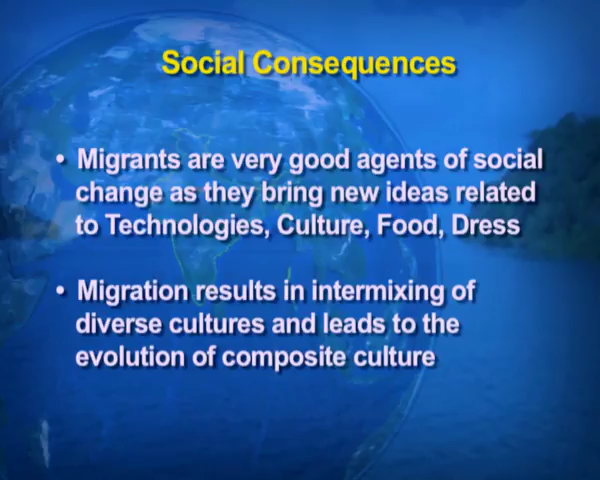 Social Consequences
• Migrants are very good agents of social
change as they bring new ideas related
to Technologies, Culture, Food, Dress
• Migration results in intermixing of
diverse cultures and leads to the
evolution of composite culture